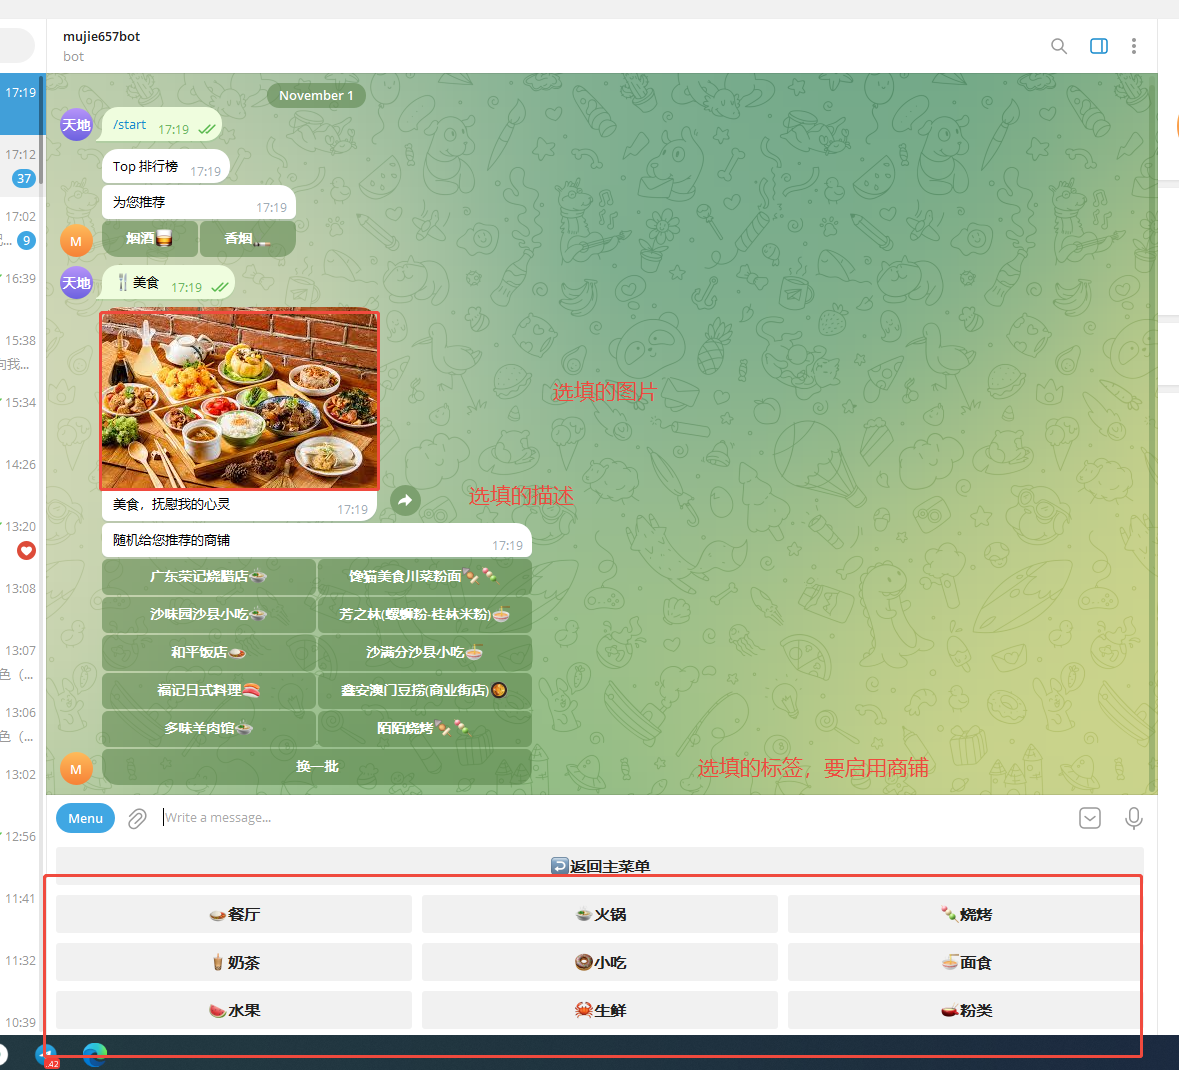 mujie657bot
bot
17:19
17:12
37
17:02
9
16:39
15:38
向我...
15:34
14:26
13:20
13:08
13:07
色（...
13:06
色（...
13:02
12:56
11:41
11:32
10:39
November 1
天地
/start 17:19
Top 排行榜 17:19
为您推荐 17:19
M
烟酒🥃 香烟🚬
天地
🍴美食 17:19
选填的图片
美食，抚慰我的心灵 17:19
选填的描述
随机给您推荐的商铺 17:19
广东荣记烧腊店🍲 馋猫美食川菜粉面🍢🍡
沙味园沙县小吃🍲 芳之林(螺蛳粉-桂林米粉)🍜
和平饭店🍛 沙满分沙县小吃🍜
福记日式料理🍣 鑫安澳门豆捞(商业街店)🥘
多味羊肉馆🍲 陌陌烧烤🍢🍡
M
换一批
选填的标签，要启用商铺
Menu
Write a message...
↩️返回主菜单
🍛餐厅 🍲火锅 🍡烧烤
🧋奶茶 🍩小吃 🍜面食
🍉水果 🦀生鲜 🥣粉类
.42